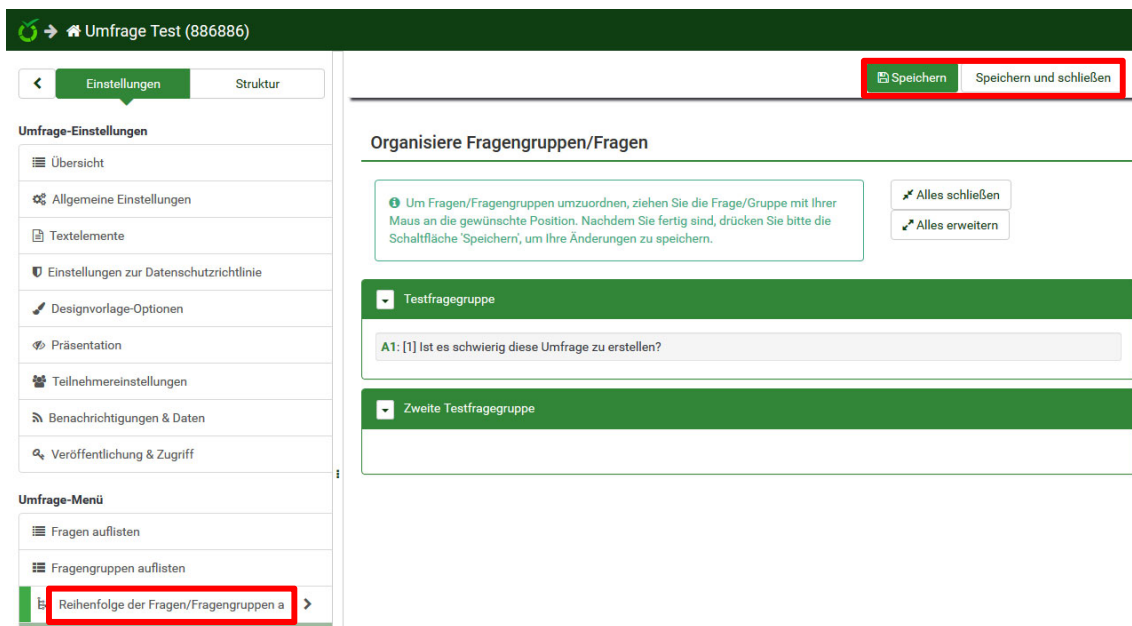 Umfrage Test (886886)
Einstellungen
Struktur
Speichern
Speichern und schließen
Umfrage-Einstellungen
Übersicht
Allgemeine Einstellungen
Textelemente
Einstellungen zur Datenschutzrichtlinie
Designvorlage-Optionen
Präsentation
Teilnehmereinstellungen
Benachrichtigungen & Daten
Veröffentlichung & Zugriff
Umfrage-Menü
Fragen auflisten
Fragengruppen auflisten
Reihenfolge der Fragen/Fragengruppen a
Organisiere Fragengruppen/Fragen
Um Fragen/Fragengruppen umzuordnen, ziehen Sie die Frage/Gruppe mit Ihrer
Maus an die gewünschte Position. Nachdem Sie fertig sind, drücken Sie bitte die
Schaltfläche 'Speichern', um Ihre Änderungen zu speichern.
Alles schließen
Alles erweitern
Testfragegruppe
A1: [1] Ist es schwierig diese Umfrage zu erstellen?
Zweite Testfragegruppe